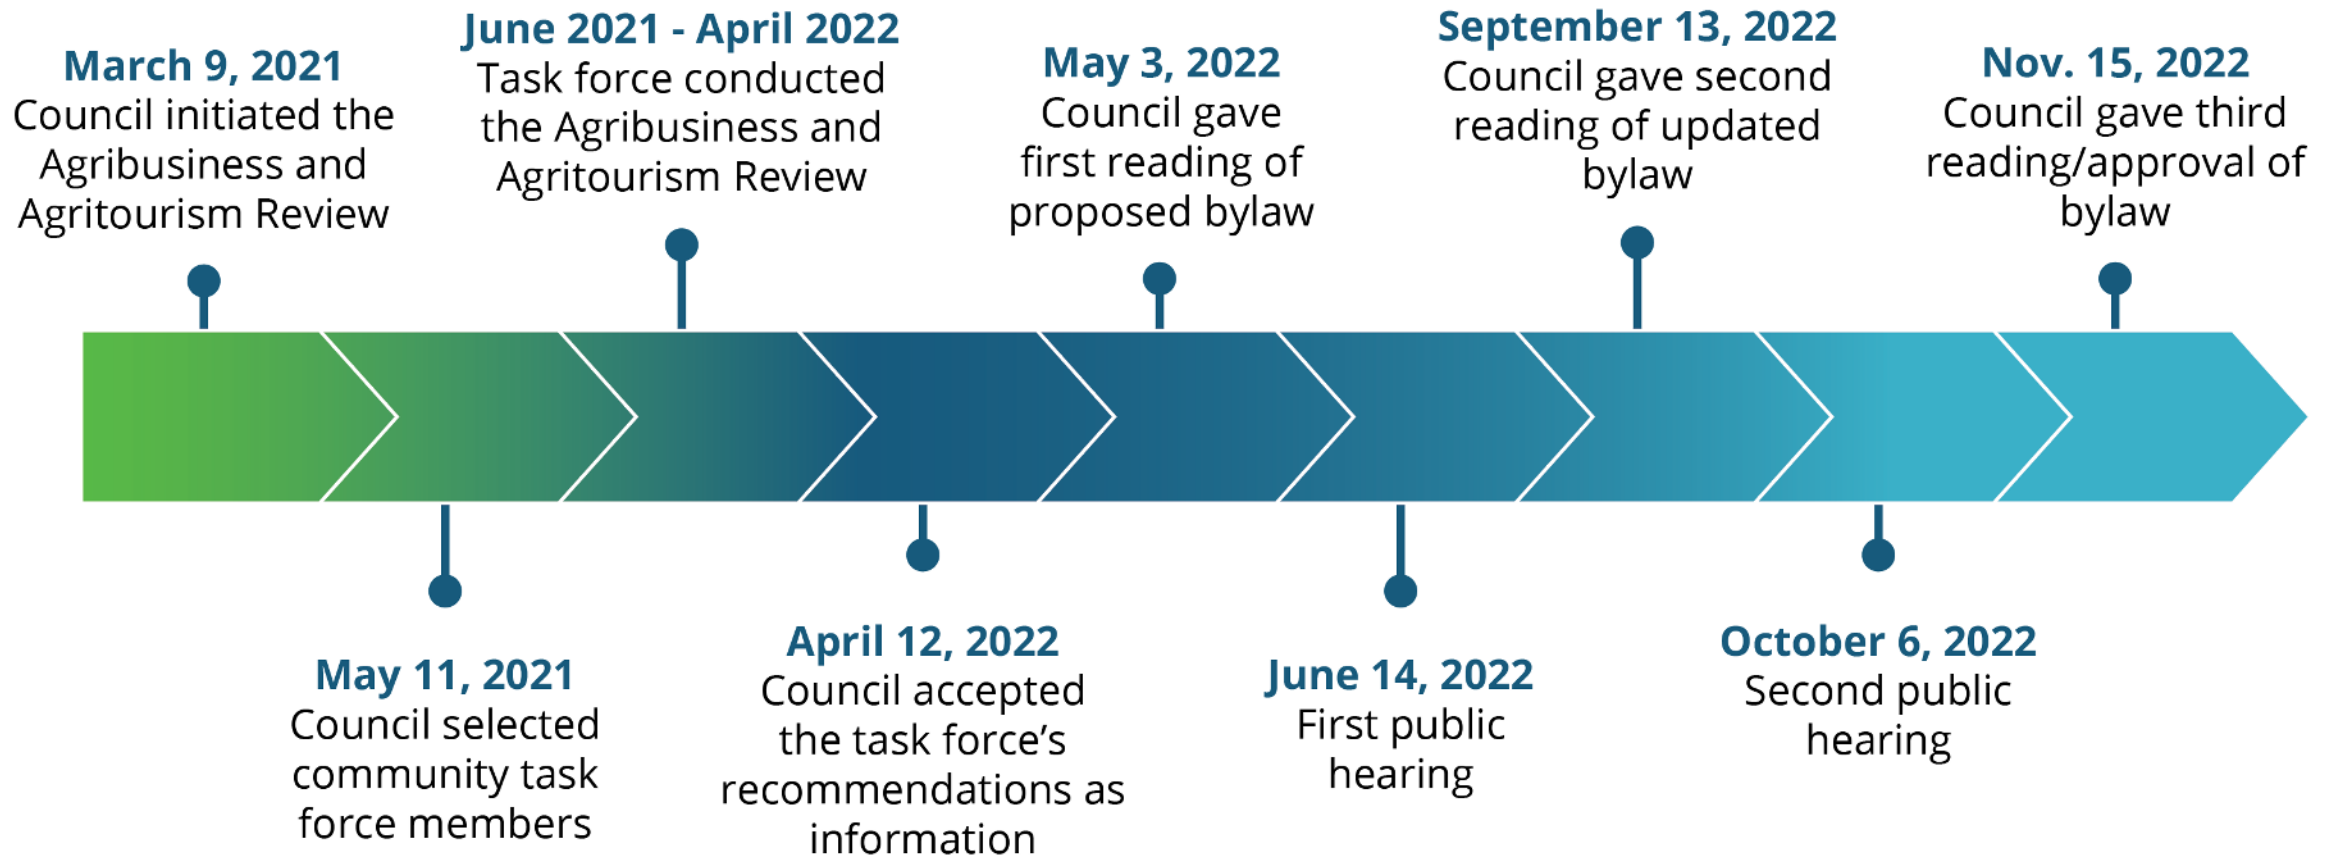 March 9, 2021
Council initiated the
Agribusiness and
Agritourism Review
May 11, 2021
Council selected
community task
force members
June 2021 - April 2022
Task force conducted
the Agribusiness and
Agritourism Review
April 12, 2022
Council accepted
the task force’s
recommendations as
information
May 3, 2022
Council gave
first reading of
proposed bylaw
June 14, 2022
First public
hearing
September 13, 2022
Council gave second
reading of updated
bylaw
October 6, 2022
Second public
hearing
Nov. 15, 2022
Council gave third
reading/approval of
bylaw